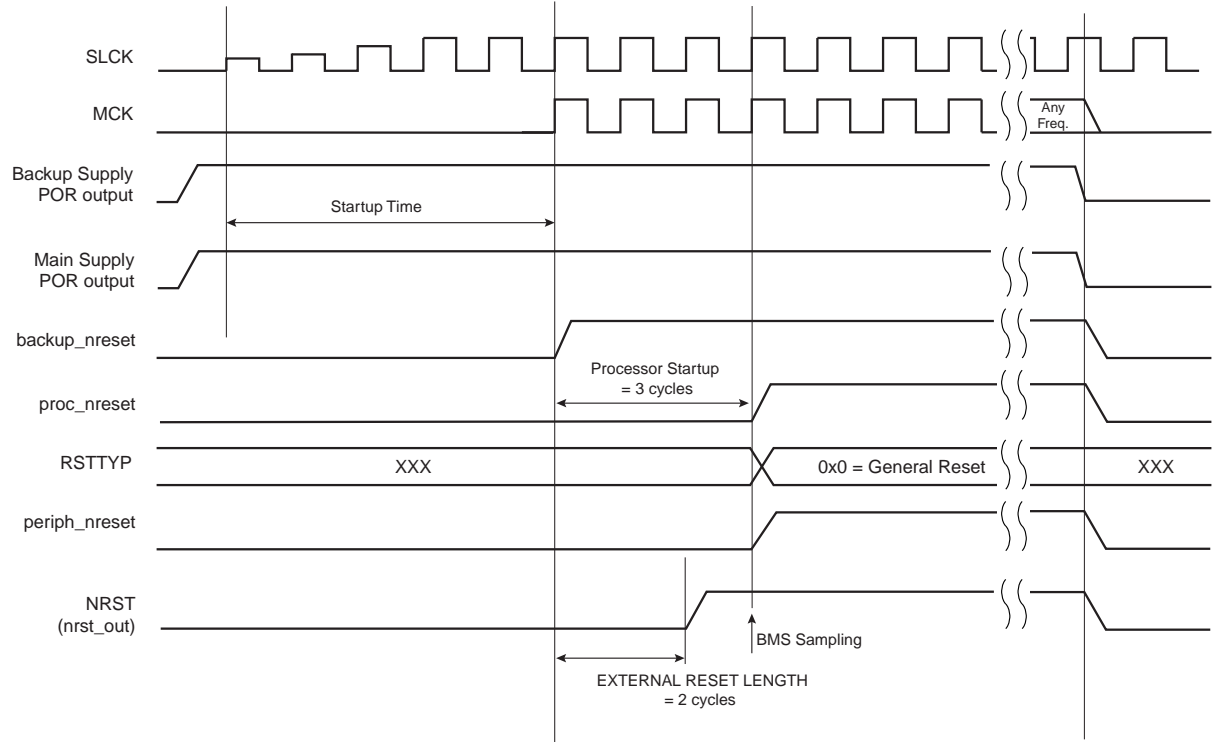 SLCK
MCK
Any
Freq.
Backup Supply
POR output
Startup Time
Main Supply
POR output
backup_nreset
Processor Startup
= 3 cycles
proc_nreset
RSTTYP
XXX
0x0 = General Reset
XXX
periph_nreset
NRST
(nrst_out)
BMS Sampling
EXTERNAL RESET LENGTH
= 2 cycles